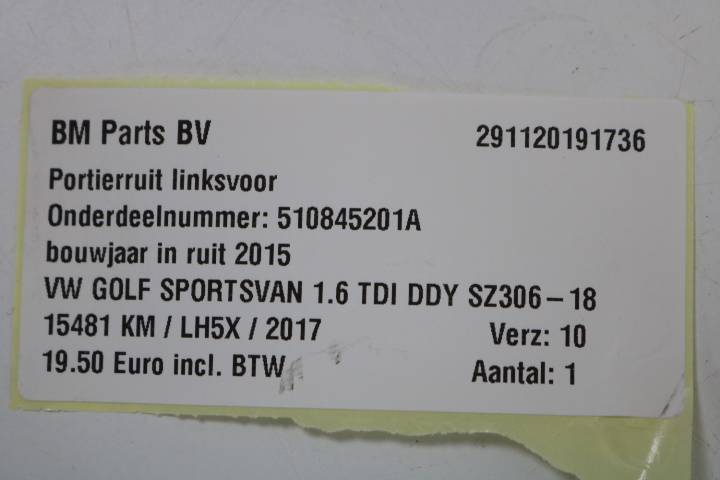 BM Parts BV 291120191736
Portierruit linksvoor
Onderdeelnummer: 510845201A
bouwjaar in ruit 2015
VW GOLF SPORTSVAN 1.6 TDI DDY SZ306-18
15481 KM / LH5X / 2017 Verz: 10
19.50 Euro incl. BTW Aantal: 1